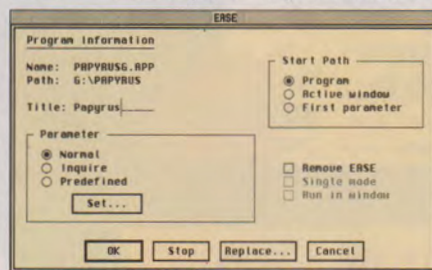 EASE
Program Information
Name: PAPYRUSG.APP
Path: G:\PAPYRUS
Title: Papyrus
Start Path
Program
Active window
First parameter
Parameter
Normal
Inquire
Predefined
Set...
Remove EASE
Single mode
Run in window
OK
Stop
Replace...
Cancel